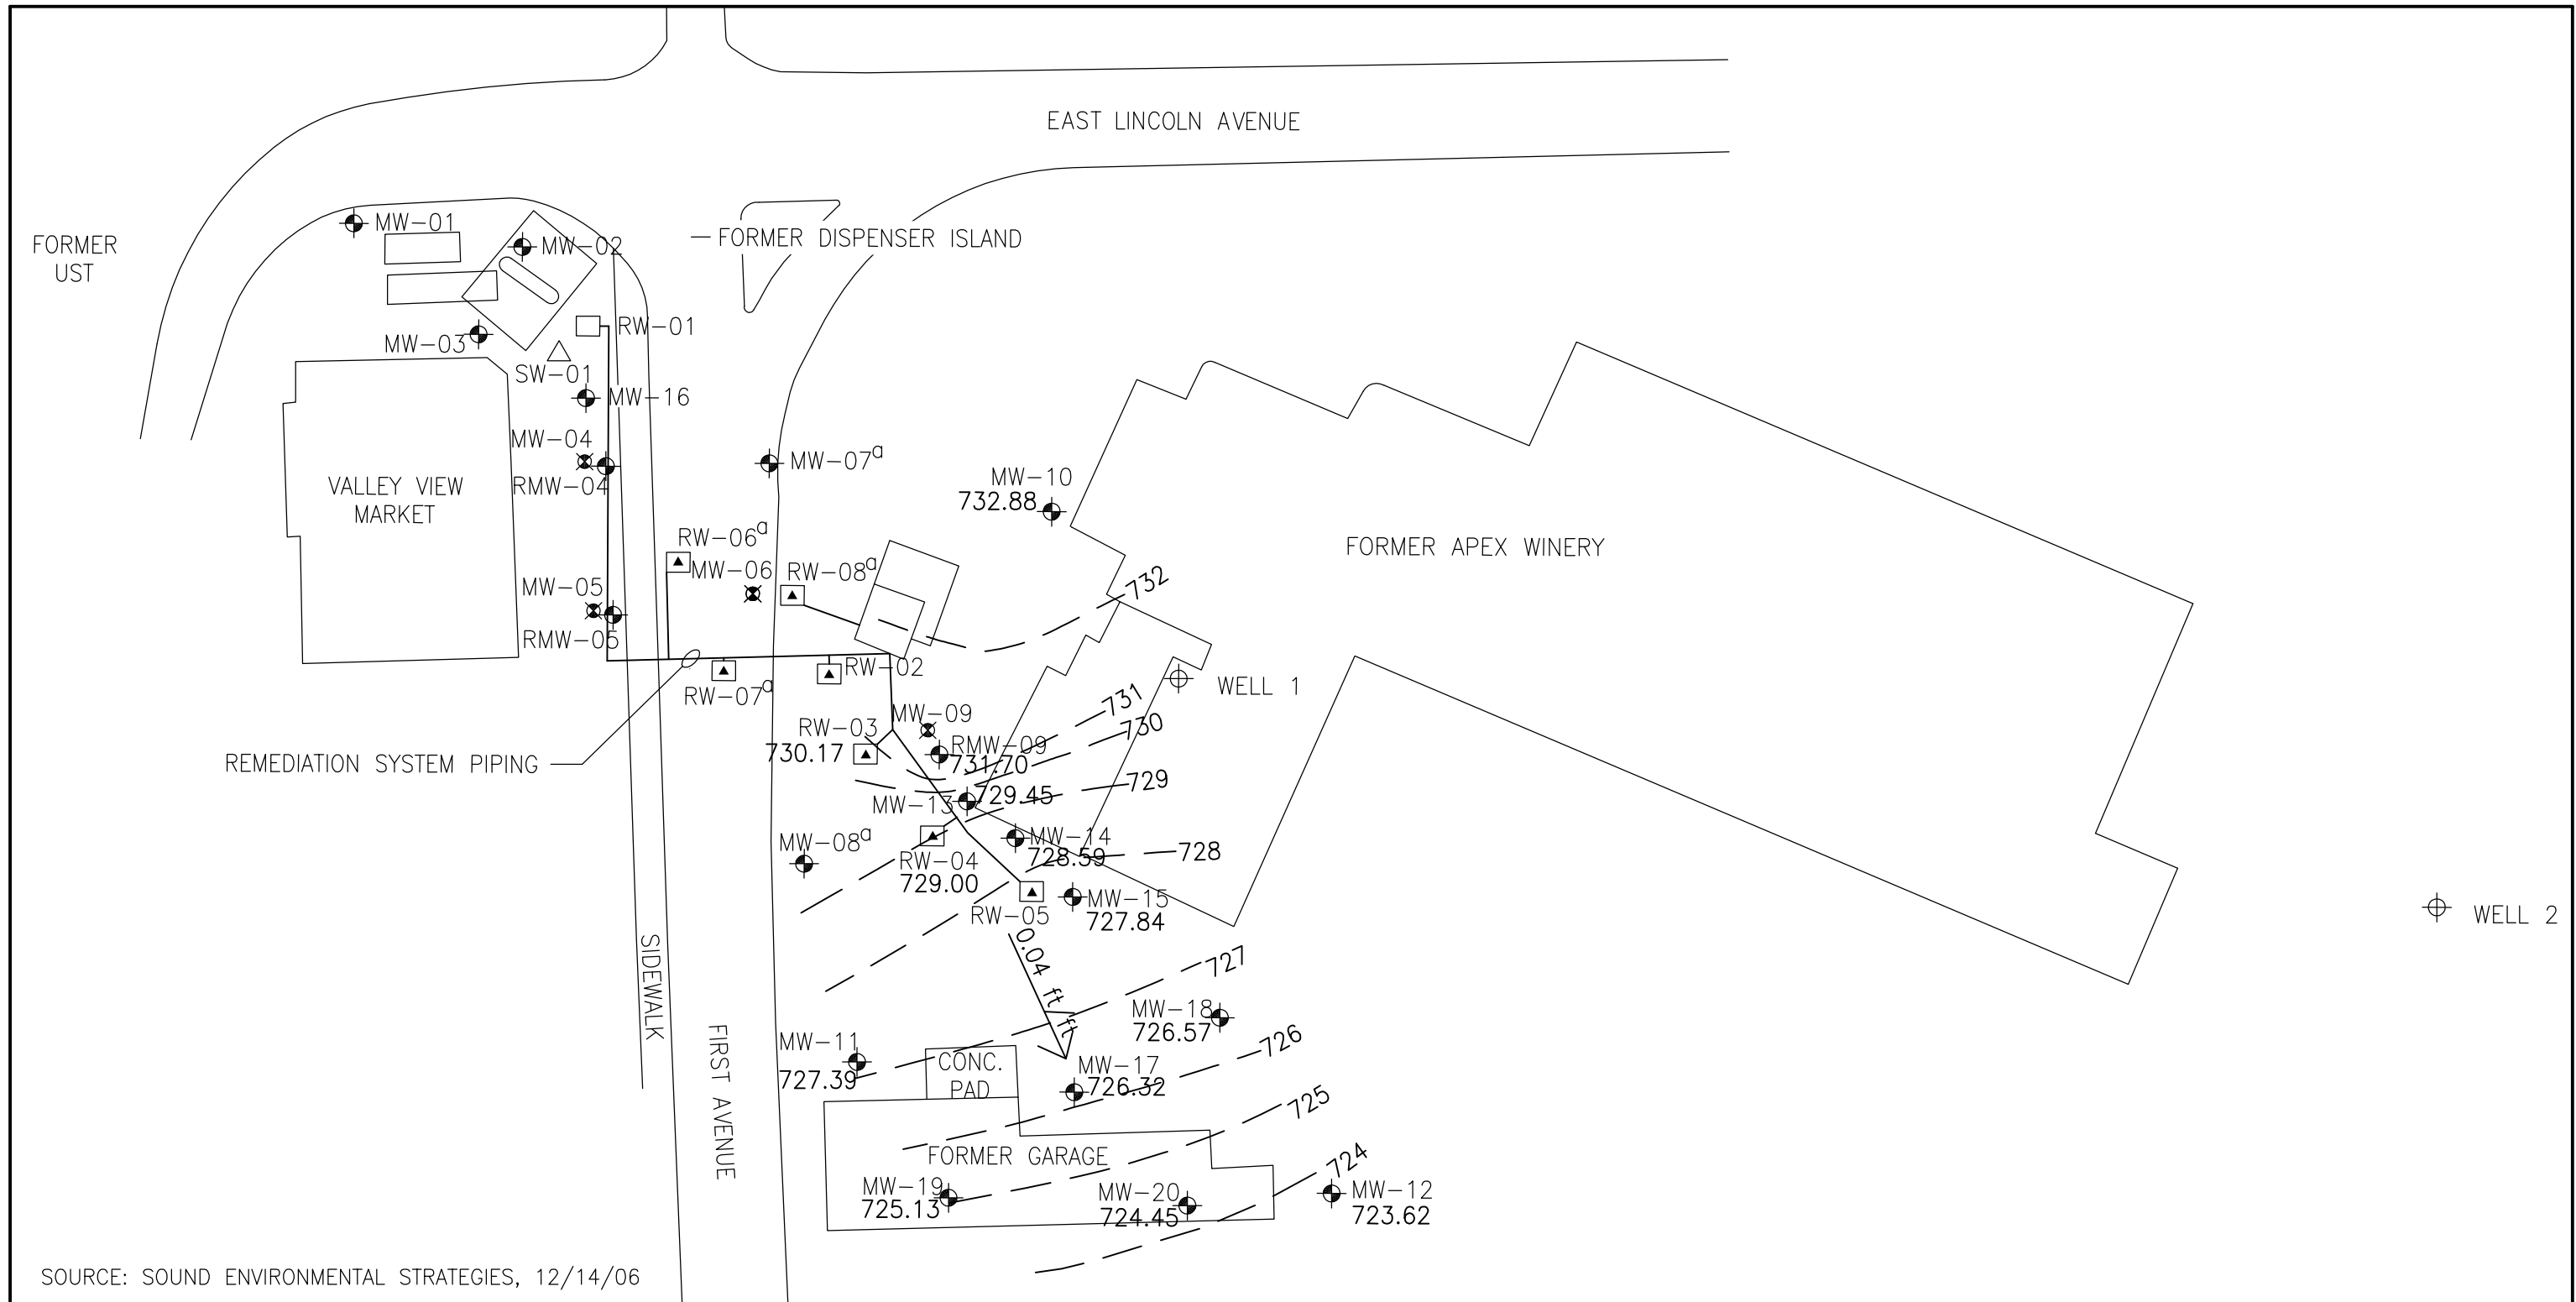 EAST LINCOLN AVENUE
MW-01
FORMER
UST
MW-02
FORMER DISPENSER ISLAND
RW-01
MW-03
SW-01
MW-16
MW-04
RMW-04
MW-07ª
VALLEY VIEW
MARKET
MW-10
732.88
RW-06ª
MW-06
RW-08ª
FORMER APEX WINERY
732
MW-05
RMW-05
RW-02
RW-07ª
WELL 1
731
730
MW-09
RW-03
730.17
RMW-09
731.70
REMEDIATION SYSTEM PIPING
729
729.45
MW-13
MW-14
728.59
MW-08ª
728
RW-04
729.00
MW-15
727.84
RW-05
WELL 2
0.04 ft/ft
SIDEWALK
727
MW-18
726.57
FIRST AVENUE
MW-11
727.39
CONC.
PAD
726
MW-17
726.32
725
FORMER GARAGE
724
MW-19
725.13
MW-20
724.45
MW-12
723.62
SOURCE: SOUND ENVIRONMENTAL STRATEGIES, 12/14/06